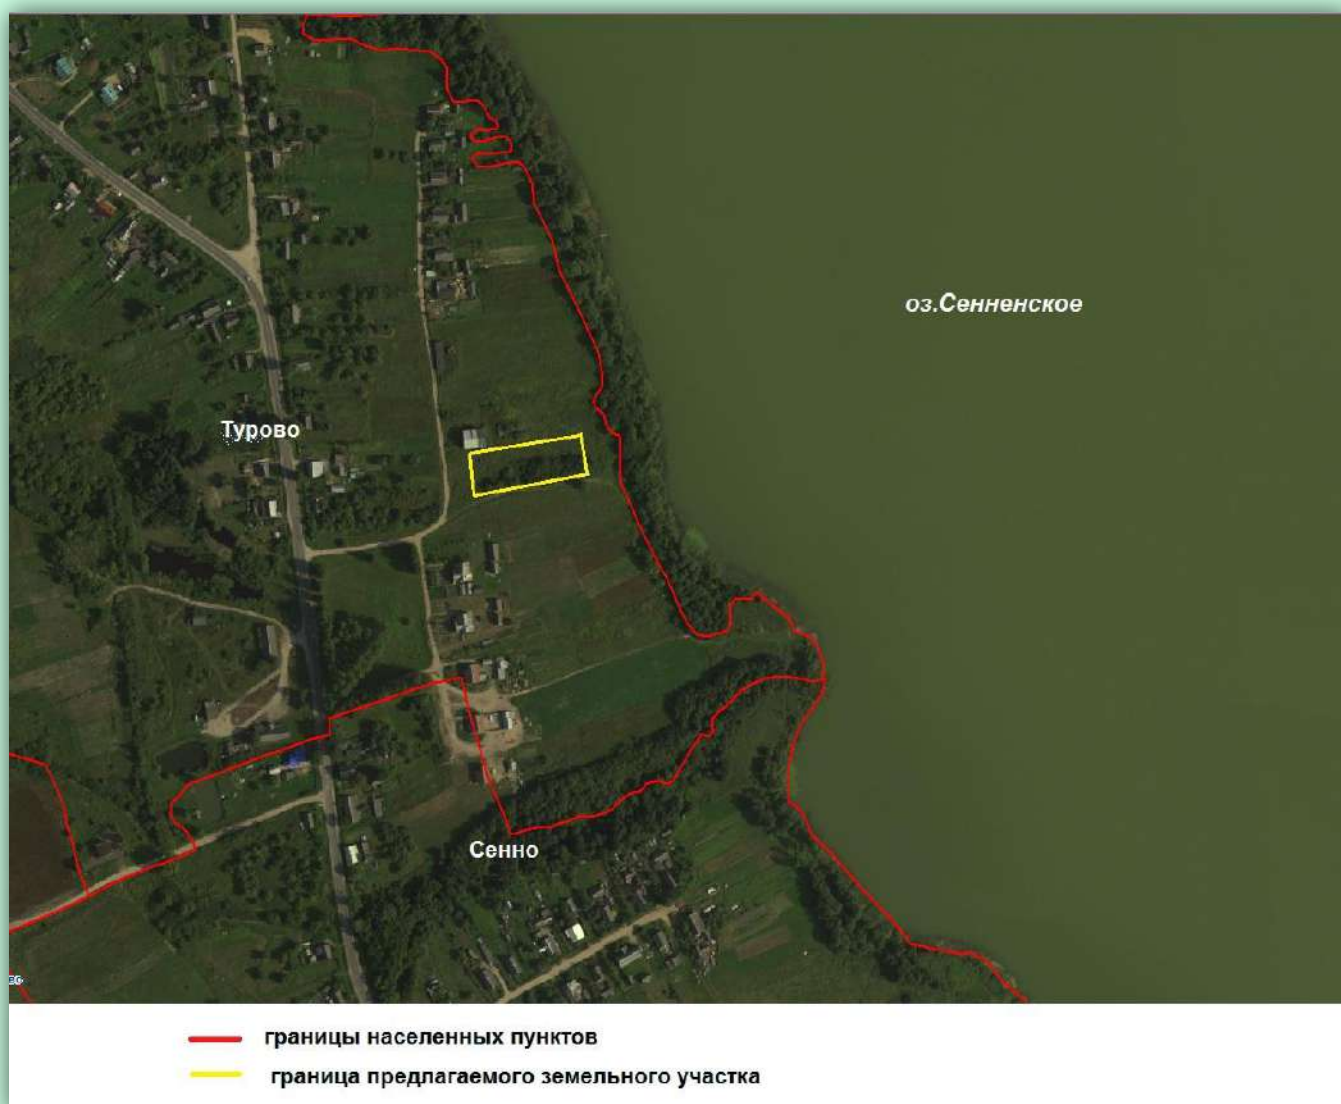 оз.Сенненское
Турово
Сенно
границы населенных пунктов
граница предлагаемого земельного участка